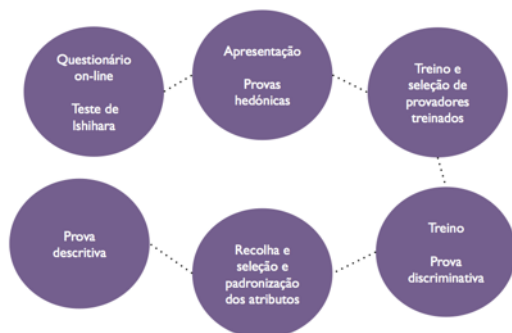 Questionário
on-line
Teste de
Ishihara
Apresentação
Provas
hedónicas
Treino e
seleção de
provadores
treinados
Treino
Prova
discriminativa
Recolha e
seleção e
padronização
dos atributos
Prova
descritiva